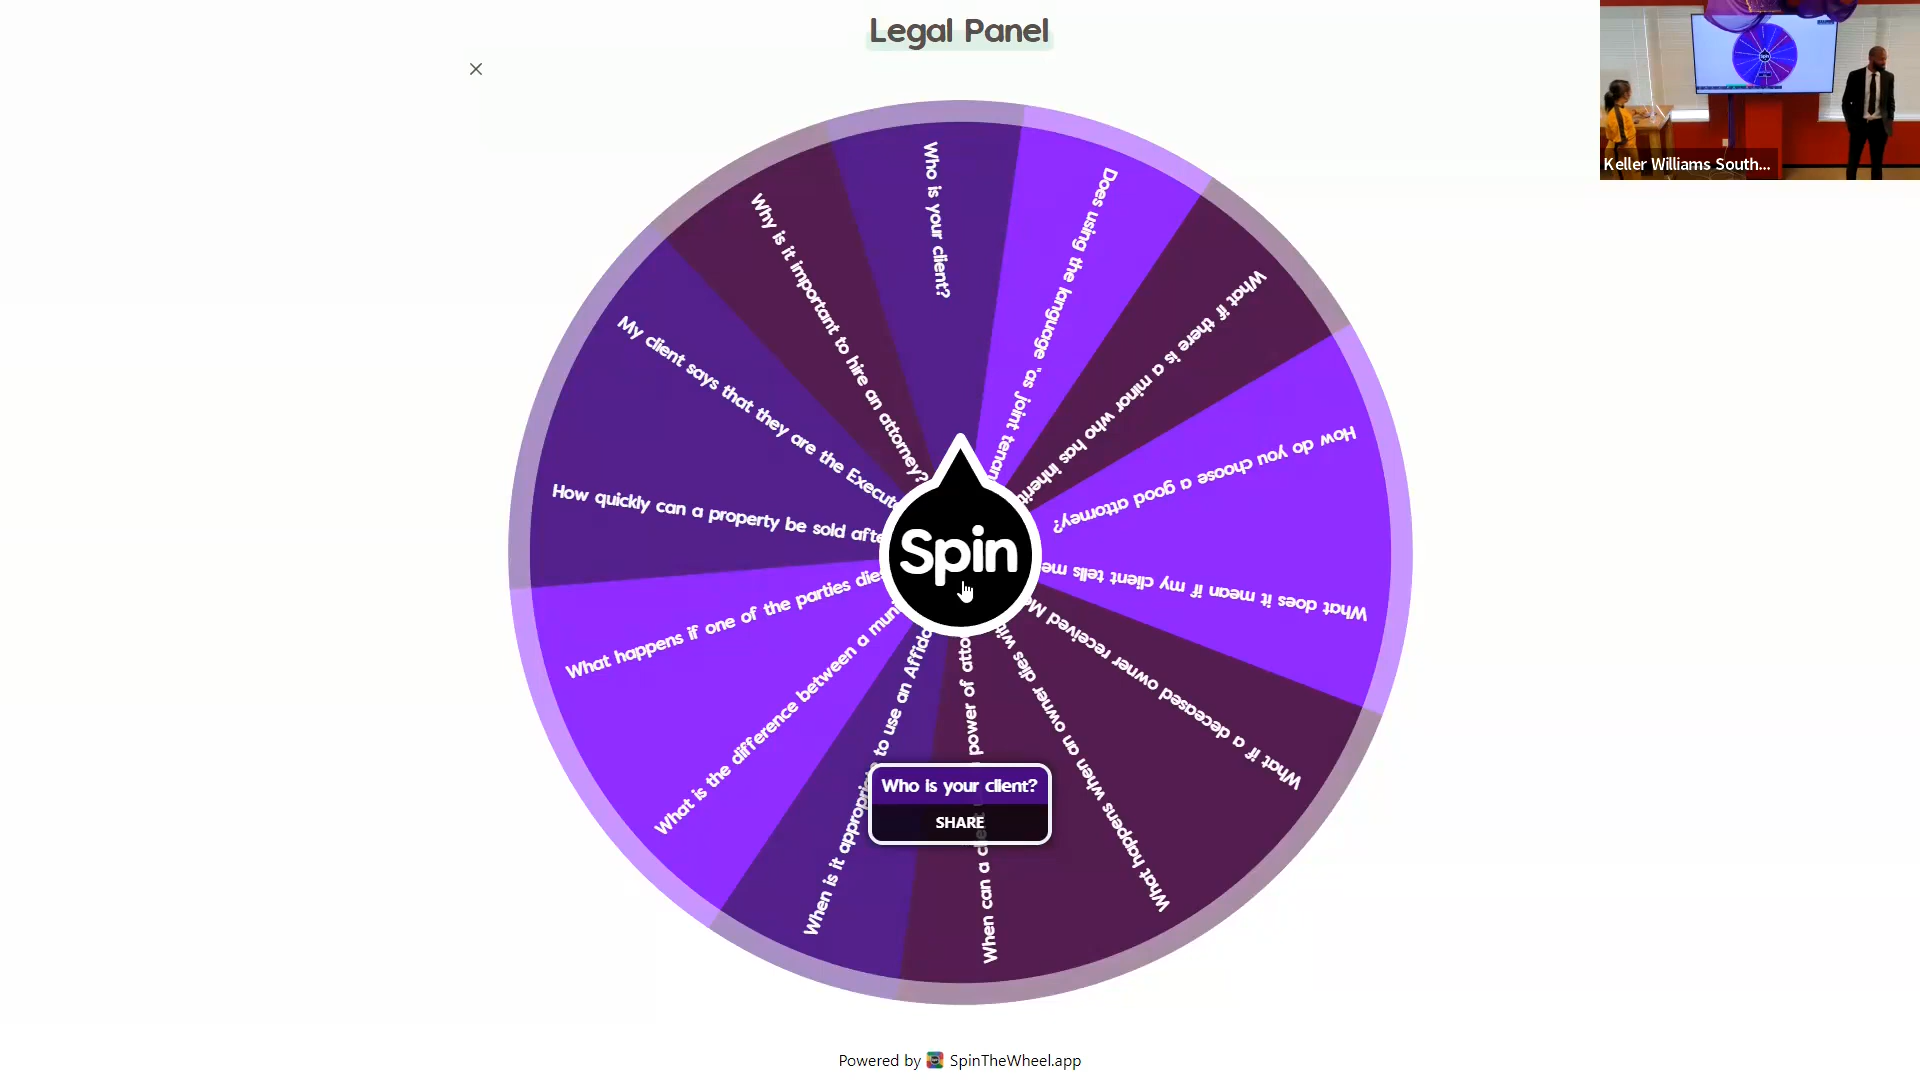 Legal Panel
Keller Williams South...
Who is your client?
Does using the language "as joint tenan
What if there is a minor who has inherit
How do you choose a good attorney?
What does it mean if my client tells me
What if a deceased owner received Me
What happens when an owner dies wit
When can a client u power of atto
When is it appropriate to use an Affida
What is the difference between a muni
What happens if one of the parties dies
How quickly can a property be sold afte
My client says that they are the Execut
Why is it important to hire an attorney?
Spin
Who is your client?
SHARE
Powered by SpinTheWheel.app